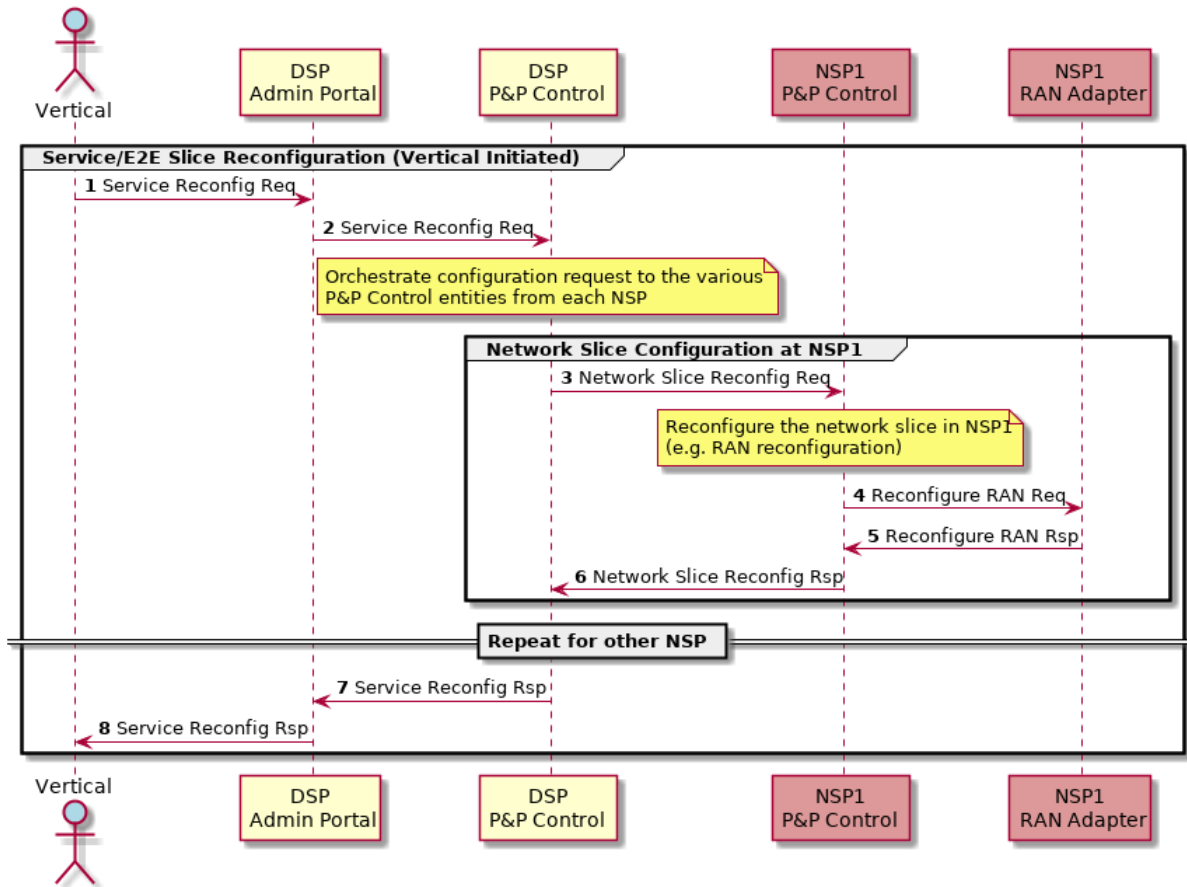 Vertical
DSP
Admin Portal
DSP
P&P Control
NSP1
P&P Control
NSP1
RAN Adapter
Service/E2E Slice Reconfiguration (Vertical Initiated)
1 Service Reconfig Req
2 Service Reconfig Req
Orchestrate configuration request to the various
P&P Control entities from each NSP
Network Slice Configuration at NSP1
3 Network Slice Reconfig Req
Reconfigure the network slice in NSP1
(e.g. RAN reconfiguration)
4 Reconfigure RAN Req
5 Reconfigure RAN Rsp
6 Network Slice Reconfig Rsp
Repeat for other NSP
7 Service Reconfig Rsp
8 Service Reconfig Rsp
Vertical
DSP
Admin Portal
DSP
P&P Control
NSP1
P&P Control
NSP1
RAN Adapter